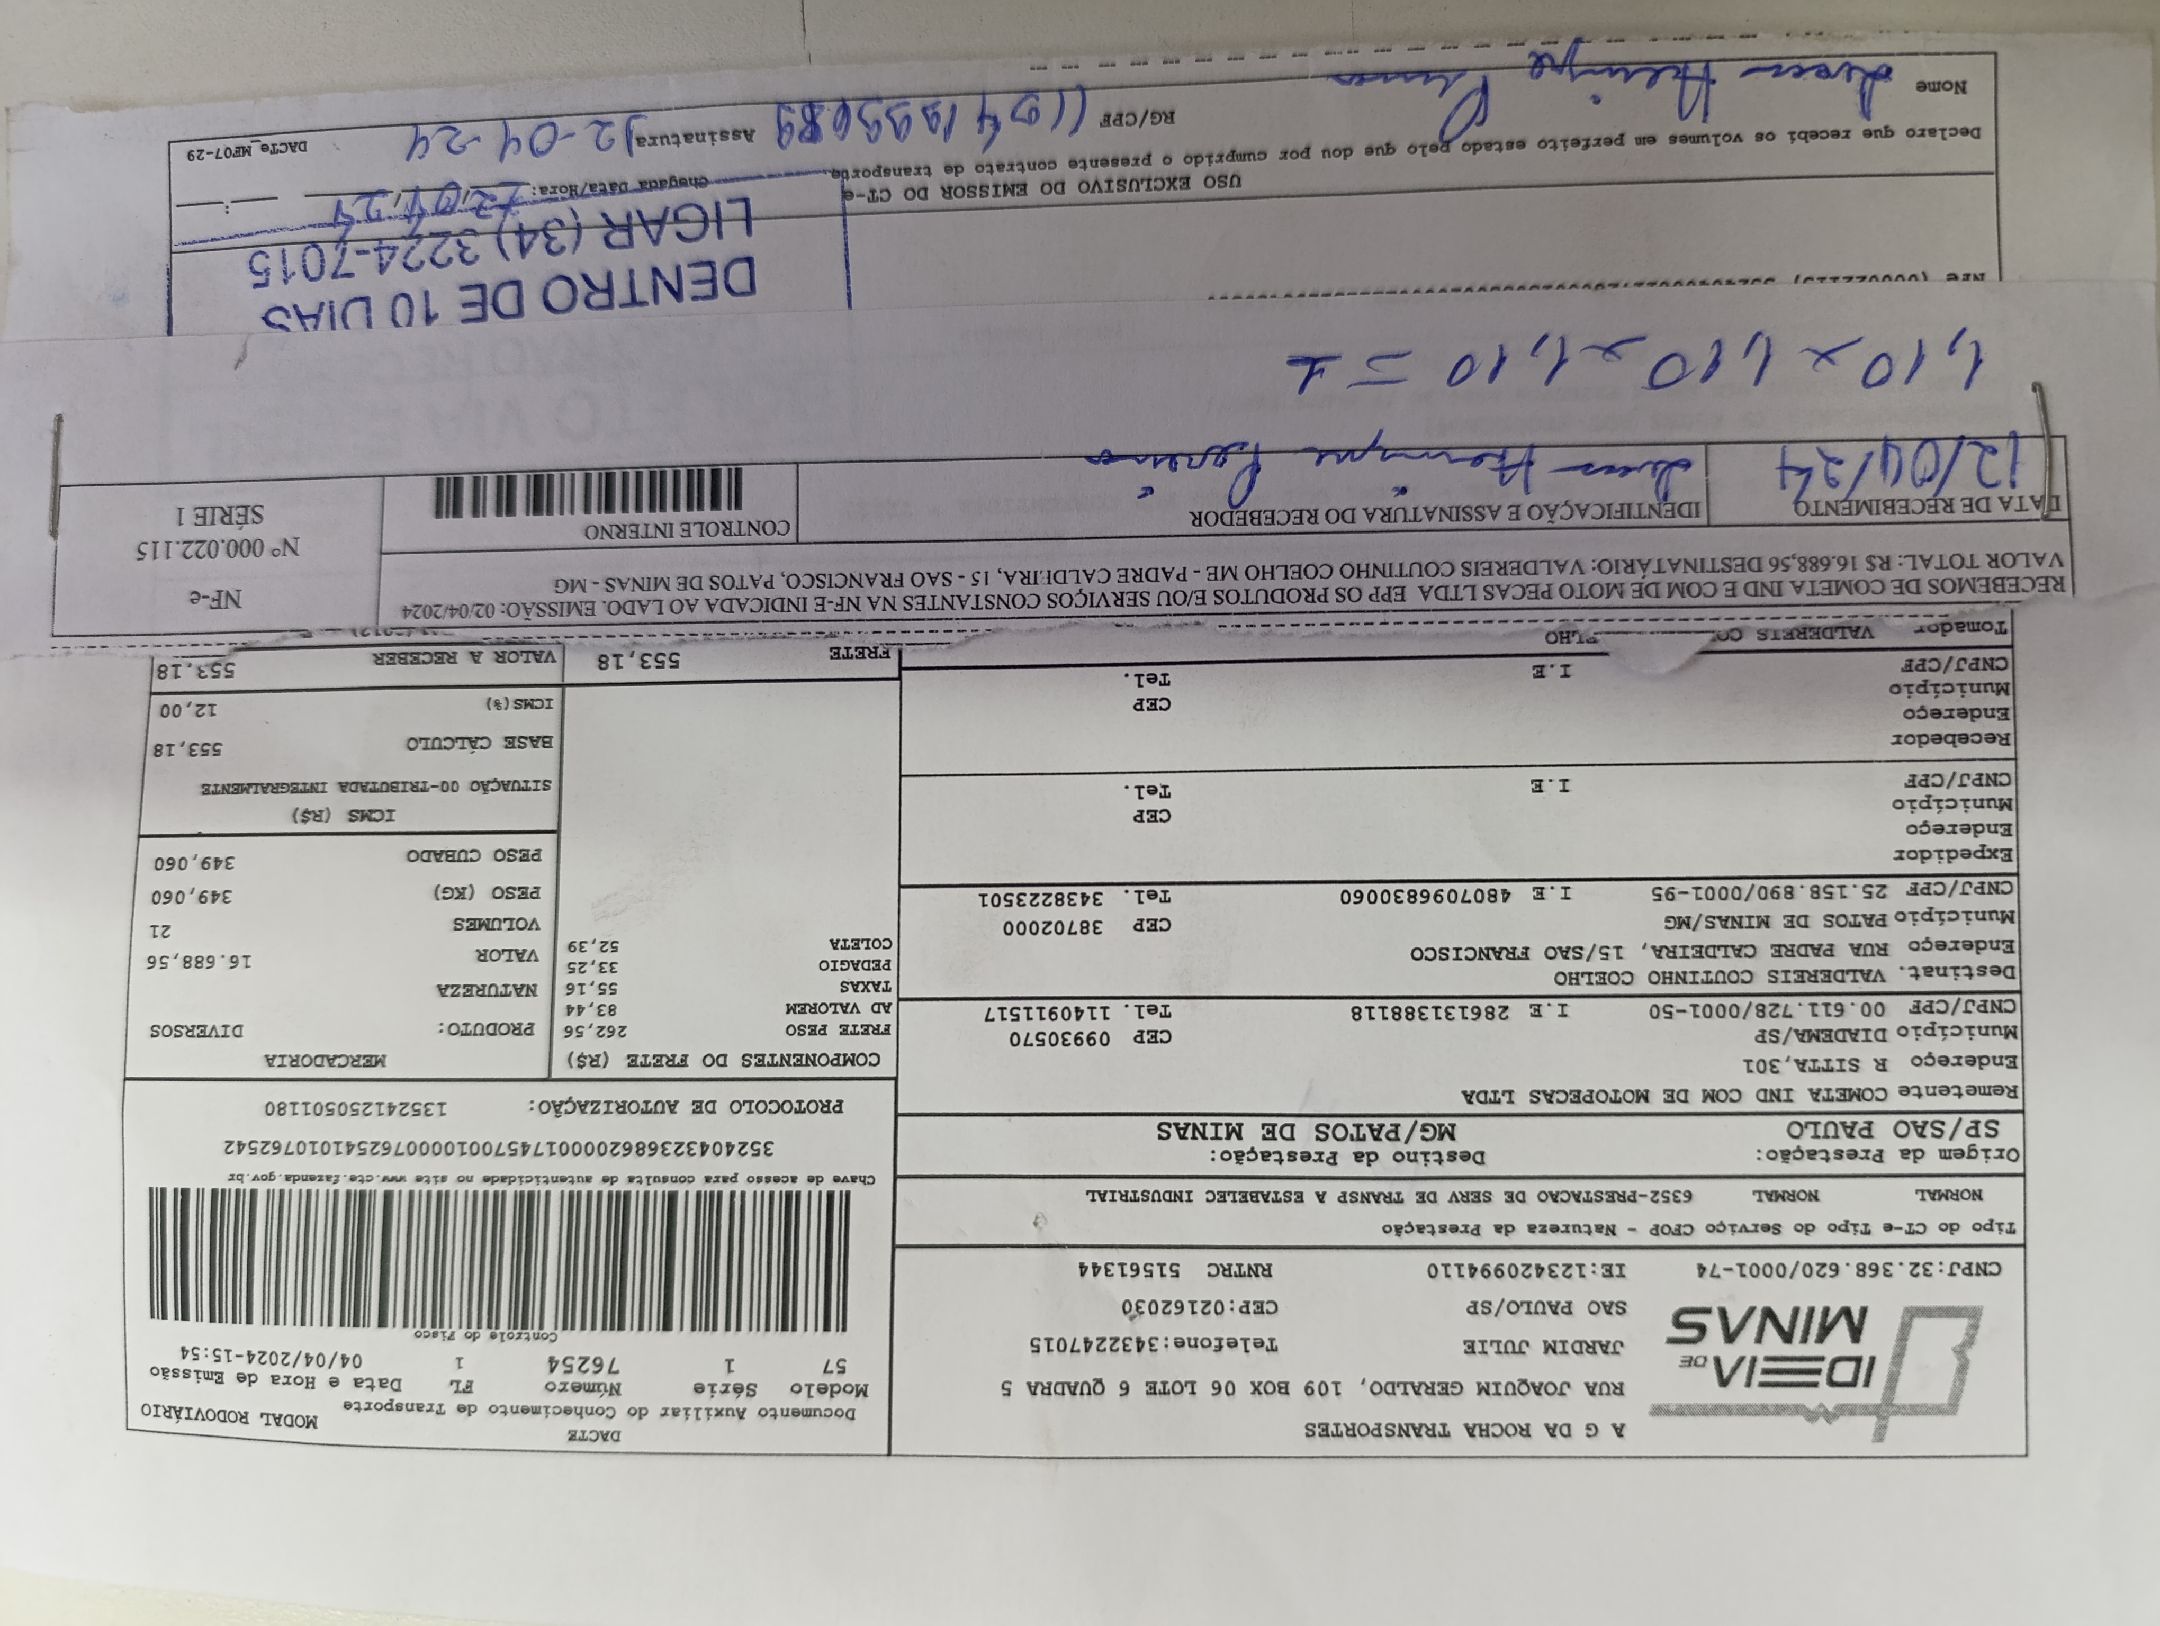 A G DA ROCHA TRANSPORTES
RUA JOAQUIM GERALDO, 109 BOX 06 LOTE 6 QUADRA 5
JARDIM JULIE Telefone:3432247015
SAO PAULO/SP CEP:02162030
CNPJ:32.368.620/0001-74 IE:123420994110 RNTRC 51561344
IDEIA DE MINAS
DACTE
Documento Auxiliar do Conhecimento de Transporte MODAL RODOVIÁRIO
Modelo Série Número FL Data e Hora de Emissão
57 1 76254 1 04/04/2024-15:54
Controle do Fisco
Chave de acesso para consulta de autenticidade no site www.cte.fazenda.gov.br
35240432368620000174570010000762541010762542
PROTOCOLO DE AUTORIZAÇÃO: 135241250501180
Tipo do CT-e Tipo do Serviço CFOP - Natureza da Prestação
NORMAL NORMAL 6352-PRESTACAO DE SERV DE TRANSP A ESTABELEC INDUSTRIAL
Origem da Prestação: Destino da Prestação:
SP/SAO PAULO MG/PATOS DE MINAS
Remetente COMETA IND COM DE MOTOPECAS LTDA
Endereço R SITTA,301
Município DIADEMA/SP CEP 09930570
CNPJ/CPF 00.611.728/0001-50 I.E 286131388118 Tel. 1140911517
Destinat. VALDEREIS COUTINHO COELHO
Endereço RUA PADRE CALDEIRA, 15/SAO FRANCISCO
Município PATOS DE MINAS/MG CEP 38702000
CNPJ/CPF 25.158.890/0001-95 I.E 4807096830060 Tel. 3438223501
Expedidor
Endereço
Município CEP
CNPJ/CPF I.E Tel.
Recebedor
Endereço
Município CEP
CNPJ/CPF I.E Tel.
Tomador VALDEREIS
COMPONENTES DO FRETE (R$)
FRETE PESO 262,56
AD VALOREM 83,44
TAXAS 55,16
PEDAGIO 33,25
COLETA 52,39
FRETE 553,18
MERCADORIA
PRODUTO: DIVERSOS
NATUREZA
VALOR 16.688,56
VOLUMES 21
PESO (KG) 349,060
PESO CUBADO 349,060
ICMS (R$)
SITUAÇÃO 00-TRIBUTADA INTEGRALMENTE
BASE CÁLCULO 553,18
ICMS(%) 12,00
VALOR A RECEBER 553,18
RECEBEMOS DE COMETA IND E COM DE MOTO PECAS LTDA EPP OS PRODUTOS E/OU SERVIÇOS CONSTANTES NA NF-E INDICADA AO LADO. EMISSÃO: 02/04/2024
VALOR TOTAL: R$ 16.688,56 DESTINATÁRIO: VALDEREIS COUTINHO COELHO ME - PADRE CALDEIRA, 15 - SAO FRANCISCO, PATOS DE MINAS - MG
NF-e
Nº 000.022.115
SÉRIE 1
DATA DE RECEBIMENTO IDENTIFICAÇÃO E ASSINATURA DO RECEBEDOR CONTROLE INTERNO
12/04/24 Henrique
1,10 x 1,10 x 1,10 = 1
DENTRO DE 10 DIAS
LIGAR (34) 3224-7015
USO EXCLUSIVO DO EMISSOR DO CT-e
Chegada Data/Hora: 12,04,24
Declaro que recebi os volumes em perfeito estado pelo que dou por cumprido o presente contrato de transporte.
Nome Henrique RG/CPF Assinatura 12-04-24
DACTe_MF07-29